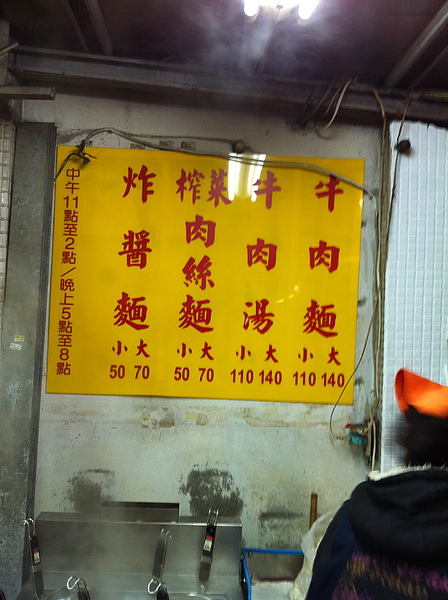 牛肉麵
大 小
140 110
牛肉湯
大 小
140 110
榨菜肉絲麵
大 小
70 50
炸醬麵
大 小
70 50
中午11點至2點/晚上5點至8點